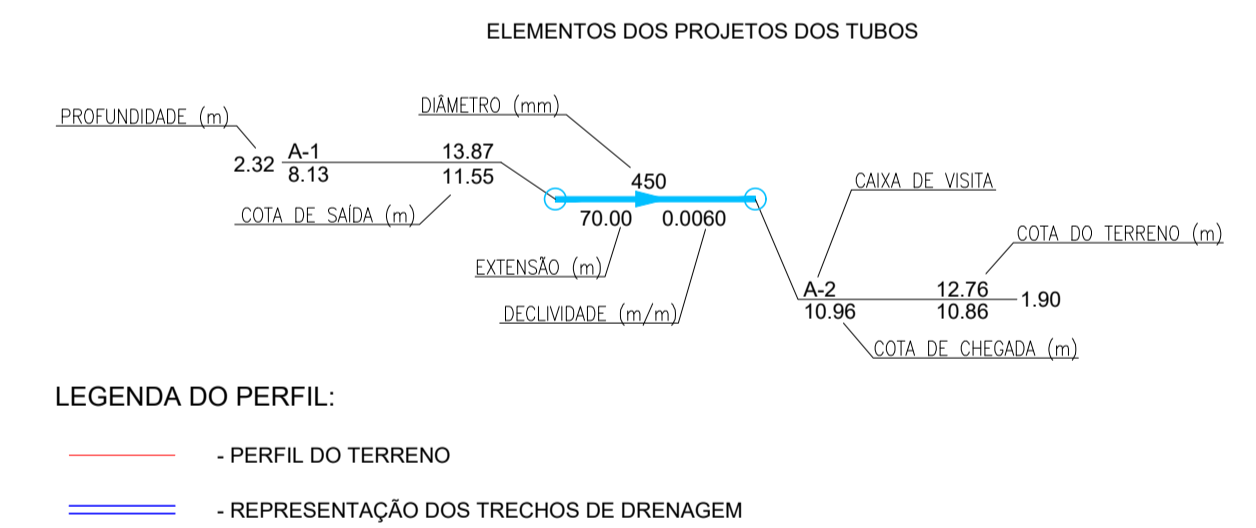 ELEMENTOS DOS PROJETOS DOS TUBOS
DIÂMETRO (mm)
PROFUNDIDADE (m)
2.32 A-1 13.87
8.13 11.55
450
CAIXA DE VISITA
COTA DE SAÍDA (m)
70.00 0.0060
COTA DO TERRENO (m)
EXTENSÃO (m)
A-2 12.76
10.96 10.86 1.90
DECLIVIDADE (m/m)
COTA DE CHEGADA (m)
LEGENDA DO PERFIL:
- PERFIL DO TERRENO
- REPRESENTAÇÃO DOS TRECHOS DE DRENAGEM